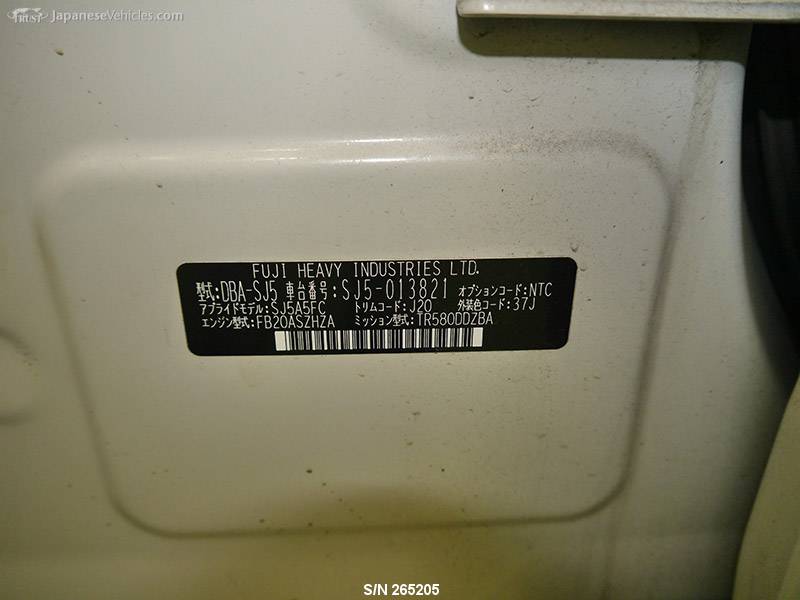 TRUST JapaneseVehicles.com
FUJI HEAVY INDUSTRIES LTD.
型式:DBA-SJ5 車台番号:SJ5-013821 オプションコード:NTC
アプライドモデル:SJ5A5FC トリムコード:J20 外装色コード:37J
エンジン型式:FB20ASZHZA ミッション型式:TR580DDZBA
S/N 265205